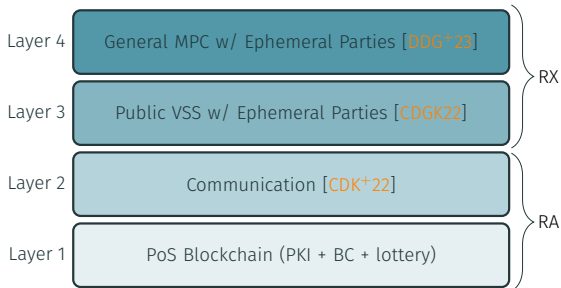 Layer 4 General MPC w/ Ephemeral Parties [DDG+23]
RX
Layer 3 Public VSS w/ Ephemeral Parties [CDGK22]
Layer 2 Communication [CDK+22]
RA
Layer 1 PoS Blockchain (PKI + BC + lottery)